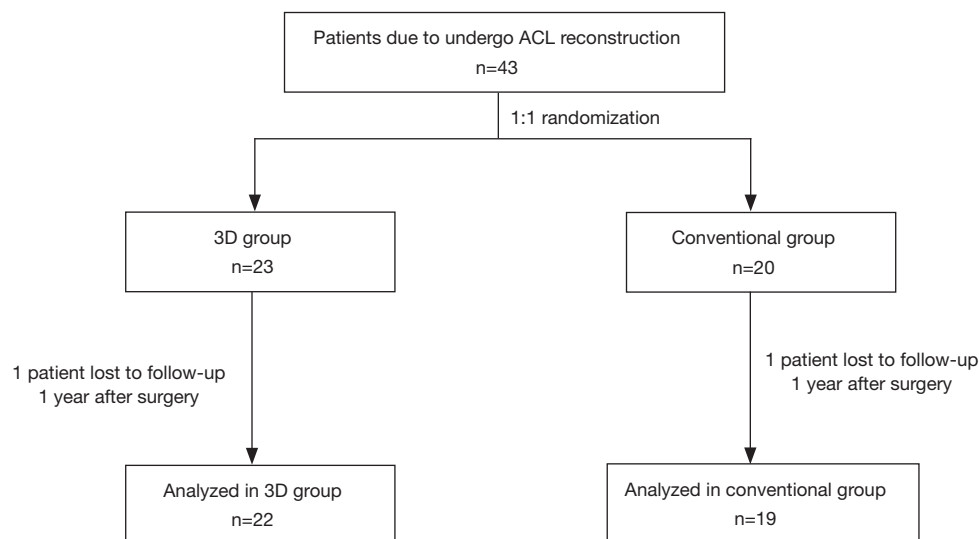 Patients due to undergo ACL reconstruction
n=43
1:1 randomization
3D group
n=23
Conventional group
n=20
1 patient lost to follow-up
1 year after surgery
1 patient lost to follow-up
1 year after surgery
Analyzed in 3D group
n=22
Analyzed in conventional group
n=19